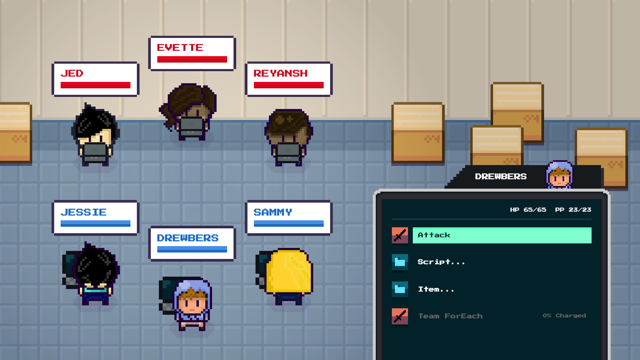 EVETTE
JED
REYANSH
DREWBERS
JESSIE
SAMMY
DREWBERS
HP 65/65 PP 23/23
Attack
Script...
Item...
Team ForEach 0% Charged